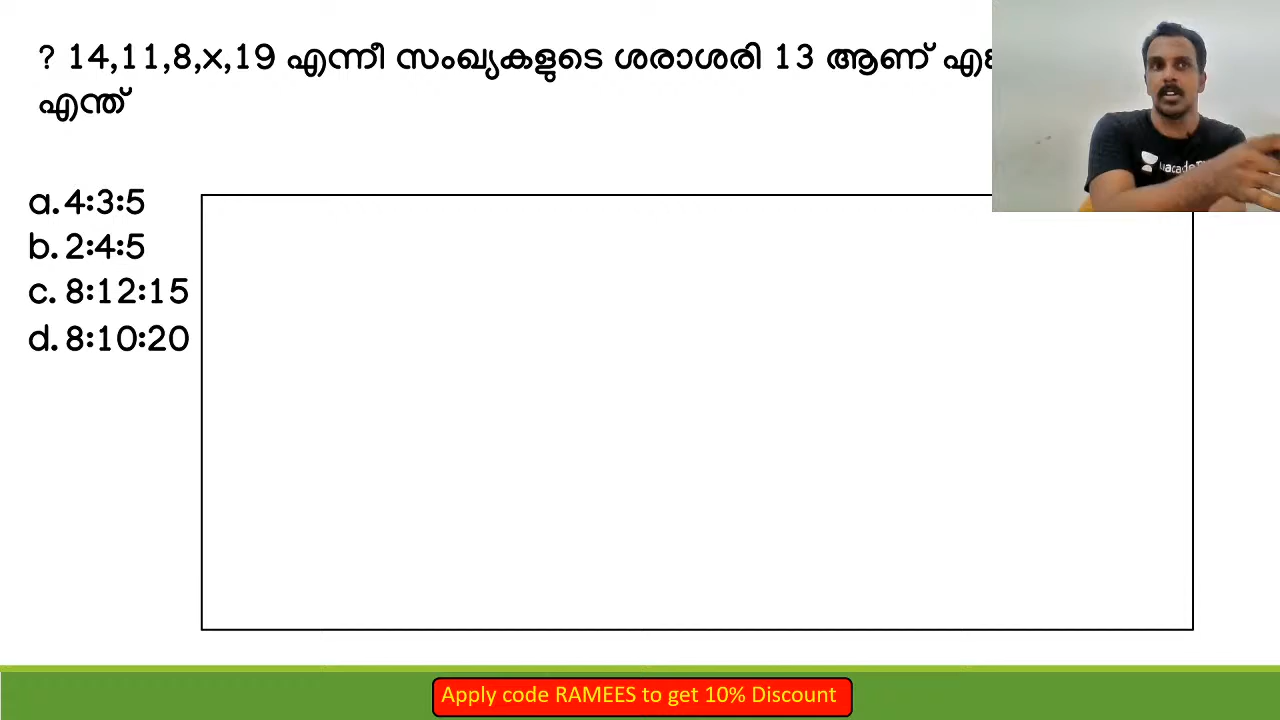 ? 14,11,8,x,19 എന്നീ സംഖ്യകളുടെ ശരാശരി 13 ആണ്
എന്ത്
a. 4:3:5
b. 2:4:5
c. 8:12:15
d. 8:10:20
Apply code RAMEES to get 10% Discount